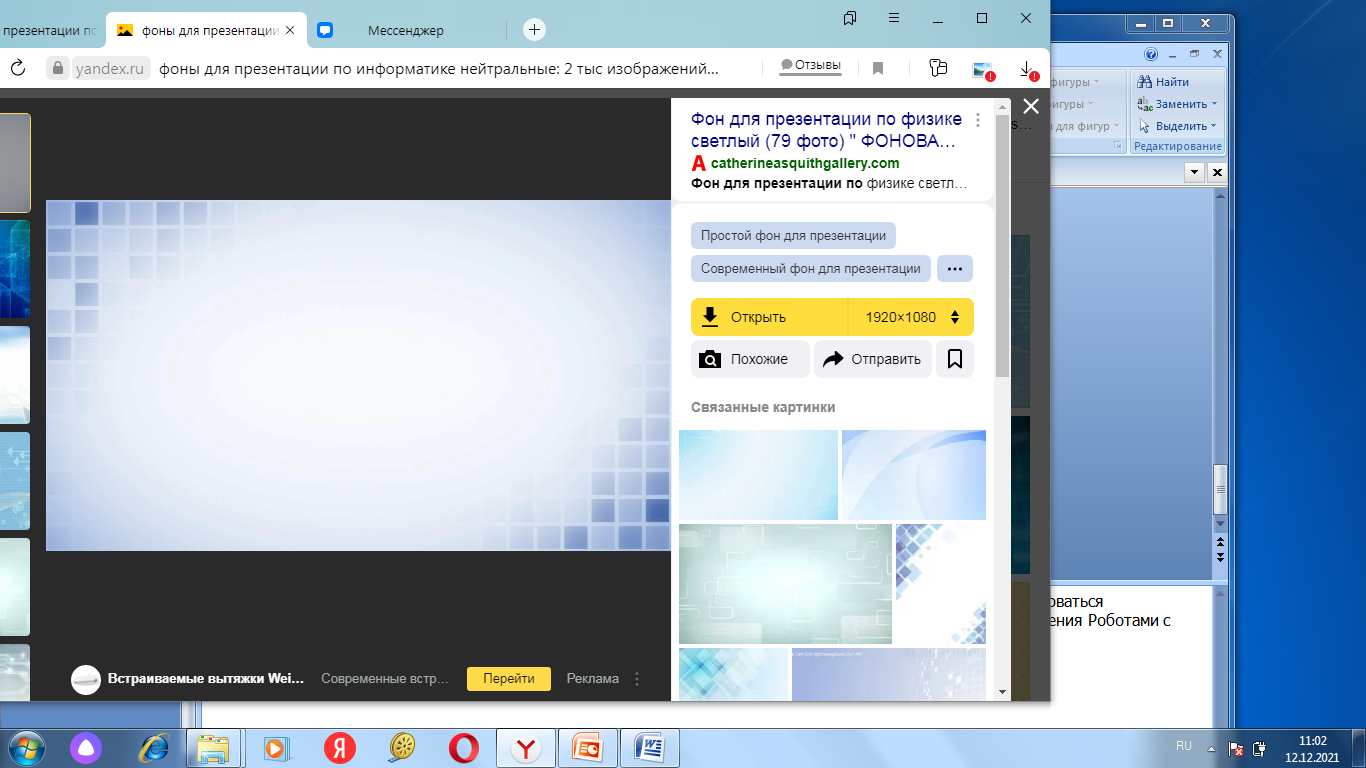 презентации по
фоны для презентации
Мессенджер
yandex.ru
фоны для презентации по информатике нейтральные: 2 тыс изображений...
Отзывы
Фон для презентации по физике
светлый (79 фото) " ФОНОВА...
catherineasquithgallery.com
Фон для презентации по физике светл...
Простой фон для презентации
Современный фон для презентации
Открыть
1920×1080
Похожие
Отправить
Связанные картинки
Встраиваемые вытяжки Wei...
Современные встр...
Перейти
Реклама
фигуры
игуры
для фигур
Найти
Заменить
Выделить
Редактирование
s...
оваться
ения Роботами с
RU
11:02
12.12.2021